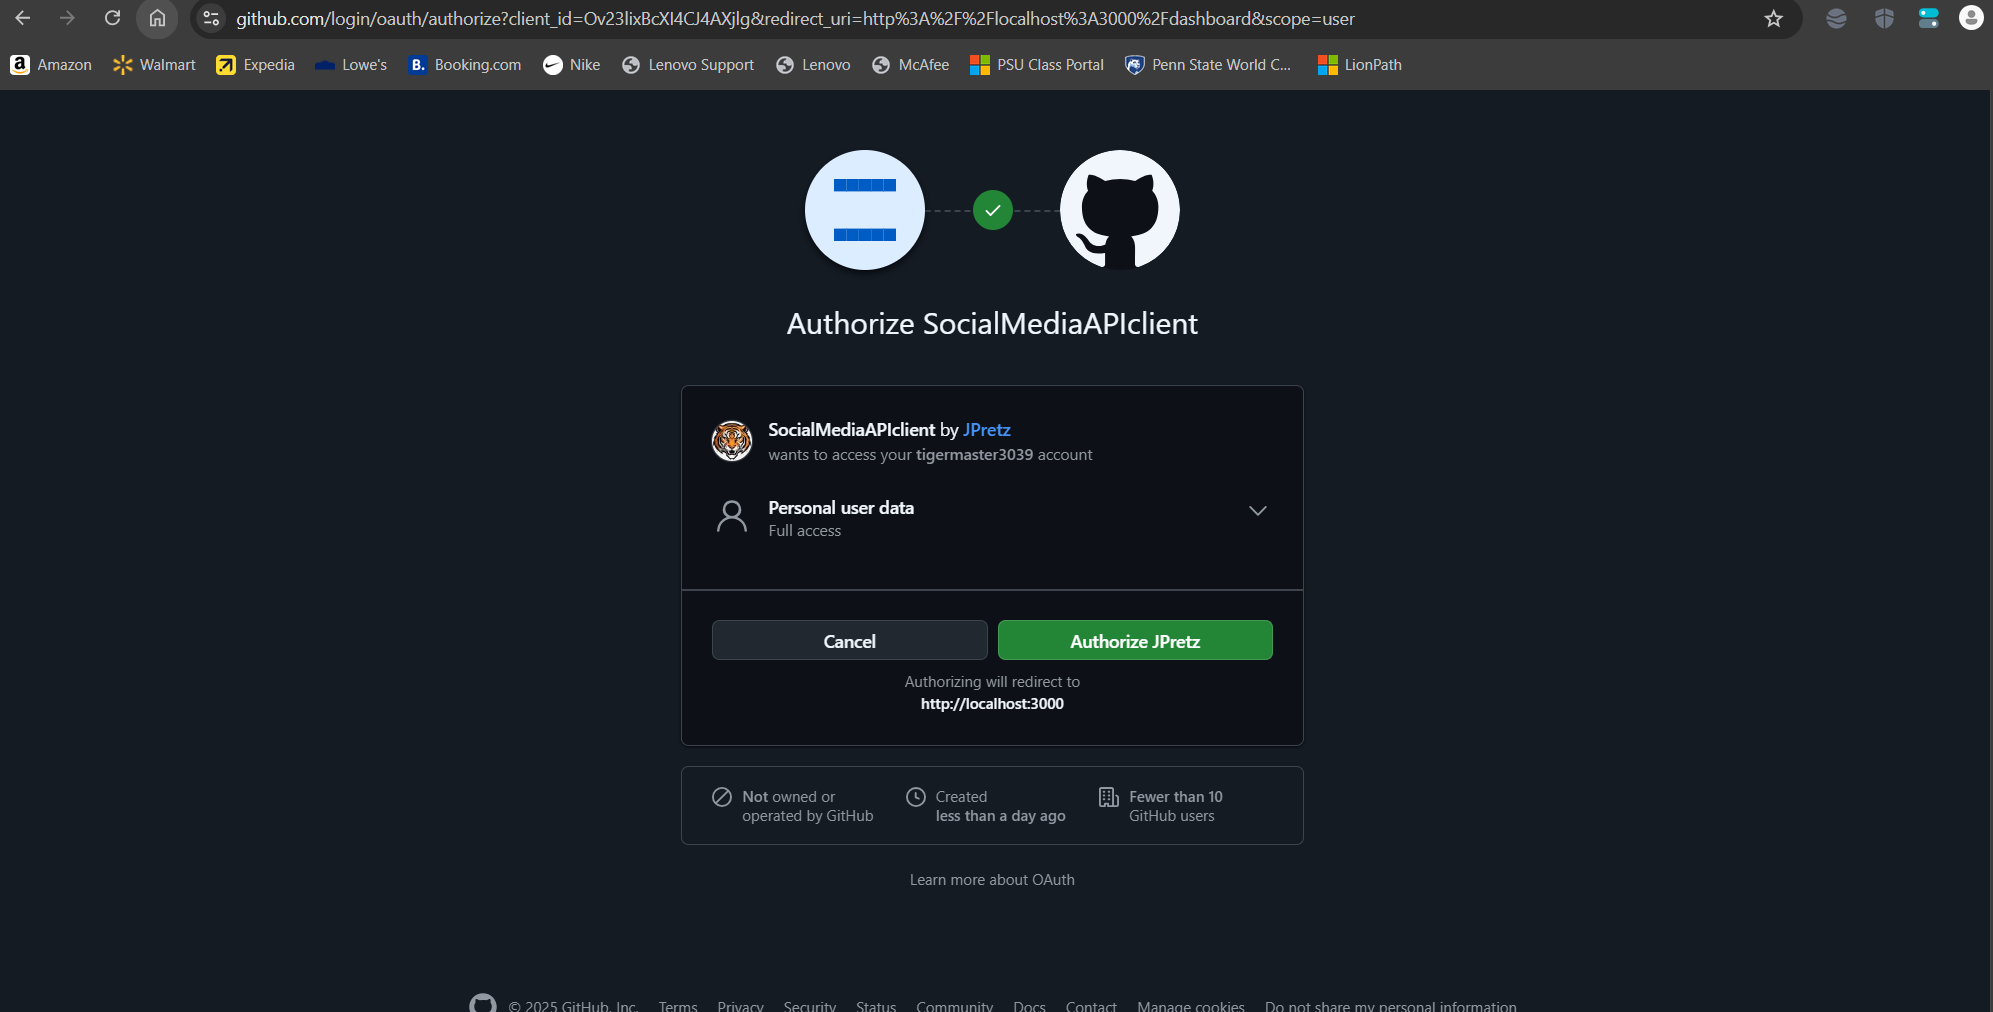 github.com/login/oauth/authorize?client_id=Ov23lixBcXI4CJ4AXjlg&redirect_uri=http%3A%2F%2Flocalhost%3A3000%2Fdashboard&scope=user
Amazon Walmart Expedia Lowe's B. Booking.com Nike Lenovo Support Lenovo McAfee PSU Class Portal Penn State World C... LionPath
Authorize SocialMediaAPIclient
SocialMediaAPIclient by JPretz
wants to access your tigermaster3039 account
Personal user data
Full access
Cancel
Authorize JPretz
Authorizing will redirect to
http://localhost:3000
Not owned or
operated by GitHub
Created
less than a day ago
Fewer than 10
GitHub users
Learn more about OAuth
© 2025 GitHub, Inc. Terms Privacy Security Status Community Docs Contact Manage cookies Do not share my personal information